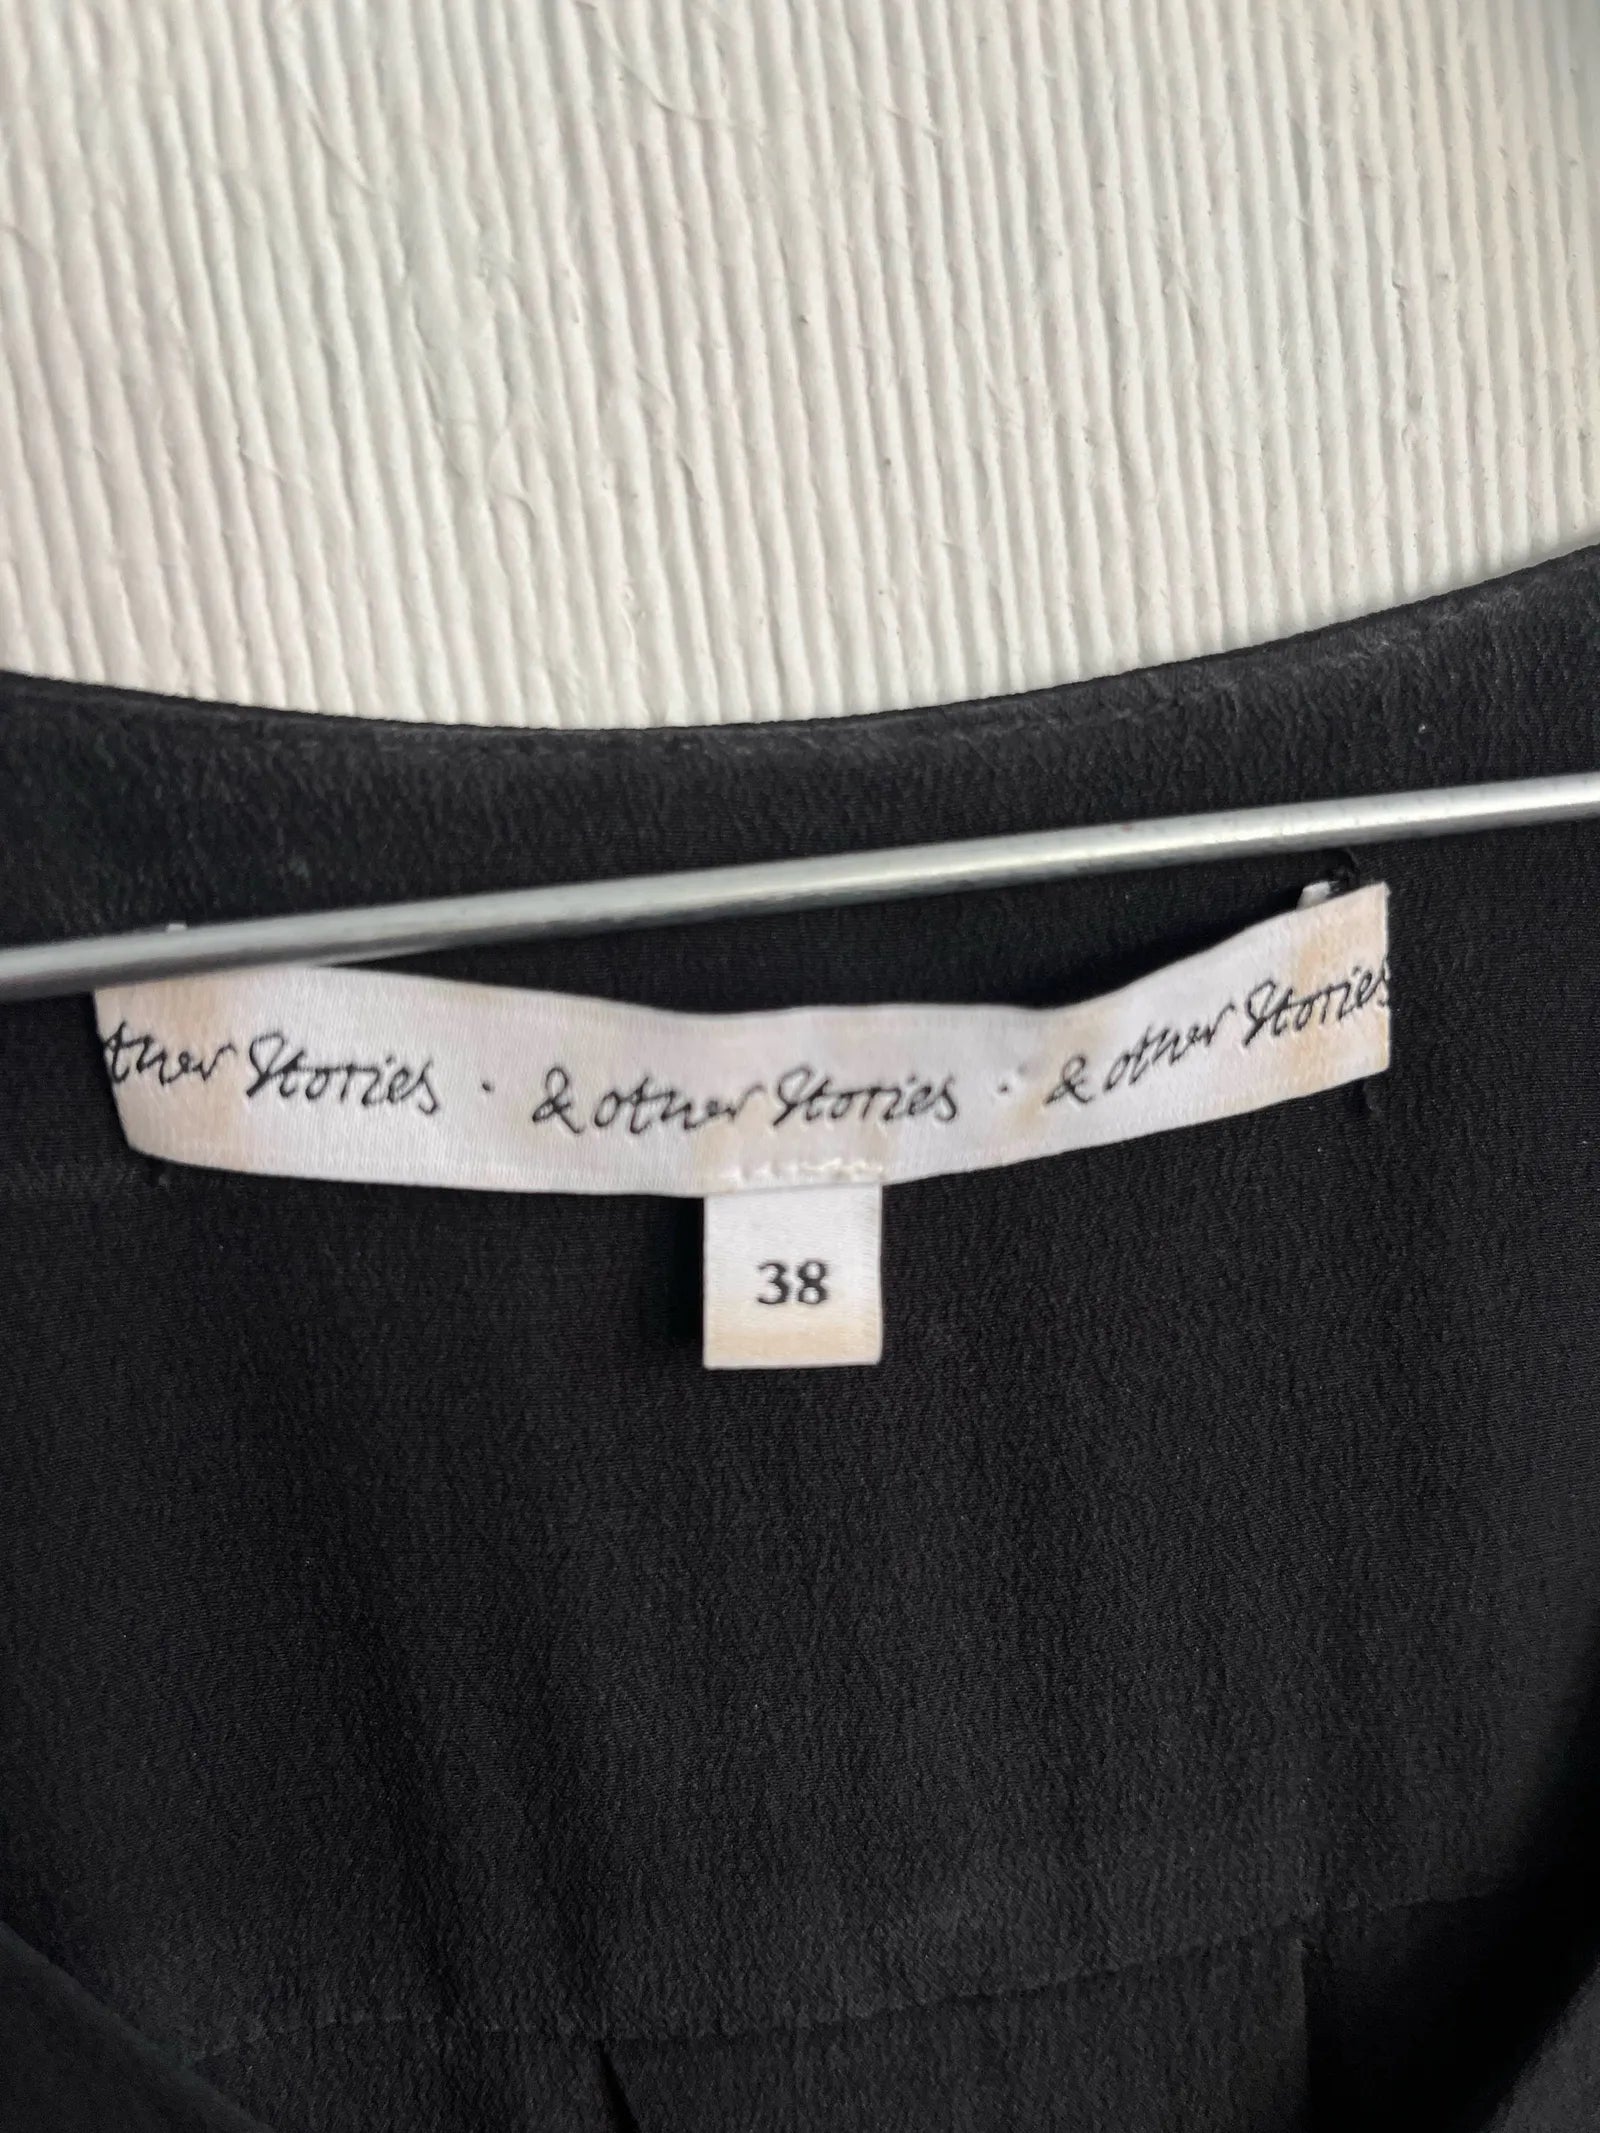 other Stories · & other Stories · & other Stories
38